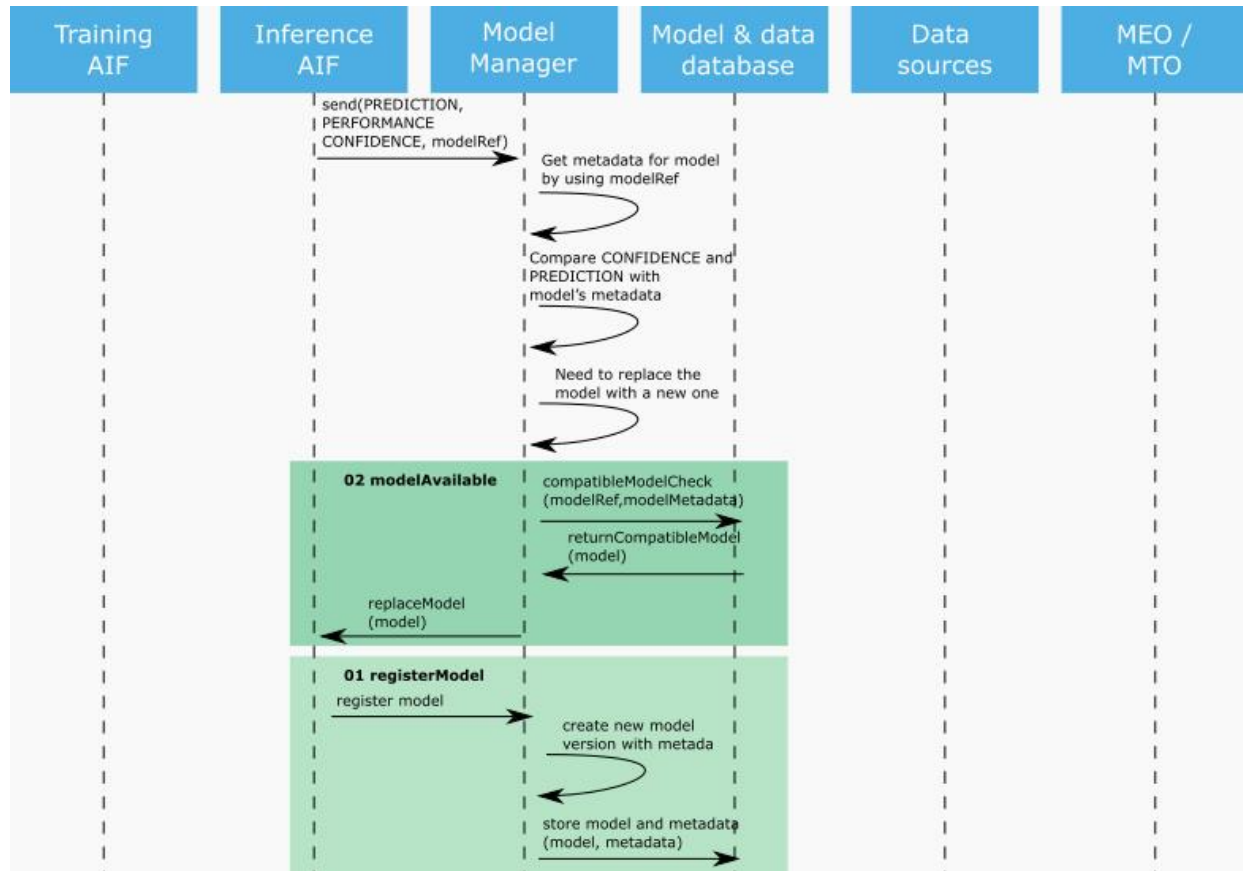 Training
AIF
Inference
AIF
Model
Manager
Model & data
database
Data
sources
MEO /
MTO
send(PREDICTION,
PERFORMANCE
CONFIDENCE, modelRef)
Get metadata for model
by using modelRef
Compare CONFIDENCE and
PREDICTION with
model's metadata
Need to replace the
model with a new one
02 modelAvailable
compatibleModelCheck
(modelRef,modelMetadata)
returnCompatibleModel
(model)
replaceModel
(model)
01 registerModel
register model
create new model
version with metada
store model and metadata
(model, metadata)